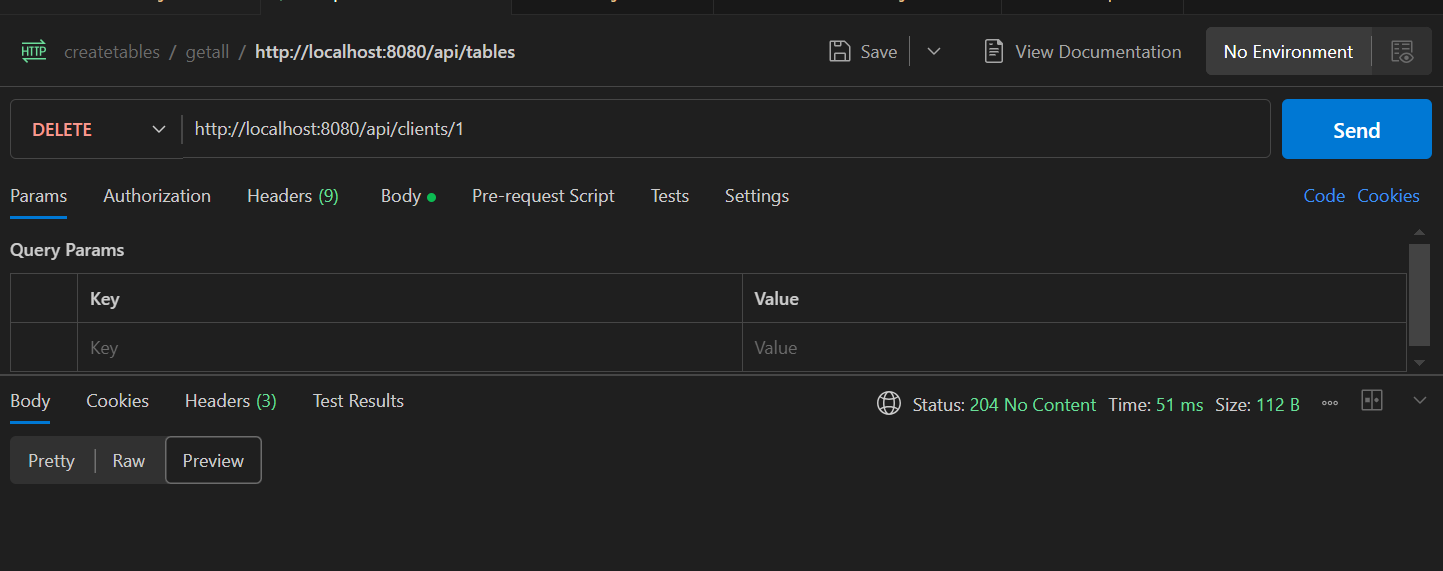 HTTP createtables / getall / http://localhost:8080/api/tables Save View Documentation No Environment
DELETE http://localhost:8080/api/clients/1 Send
Params Authorization Headers (9) Body Pre-request Script Tests Settings Code Cookies
Query Params
Key Value
Key Value
Body Cookies Headers (3) Test Results Status: 204 No Content Time: 51 ms Size: 112 B
Pretty Raw Preview